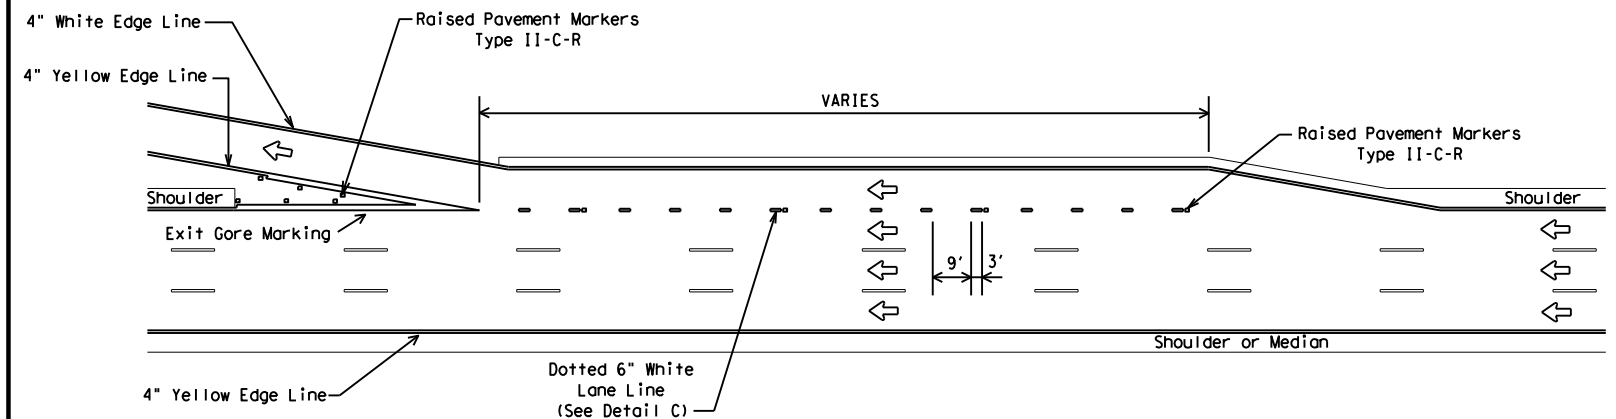 4" White Edge Line
Raised Pavement Markers
Type II-C-R
4" Yellow Edge Line
VARIES
Raised Pavement Markers
Type II-C-R
Shoulder
Shoulder
Exit Gore Marking
9'
3'
Shoulder or Median
Dotted 6" White
Lane Line
(See Detail C)
4" Yellow Edge Line